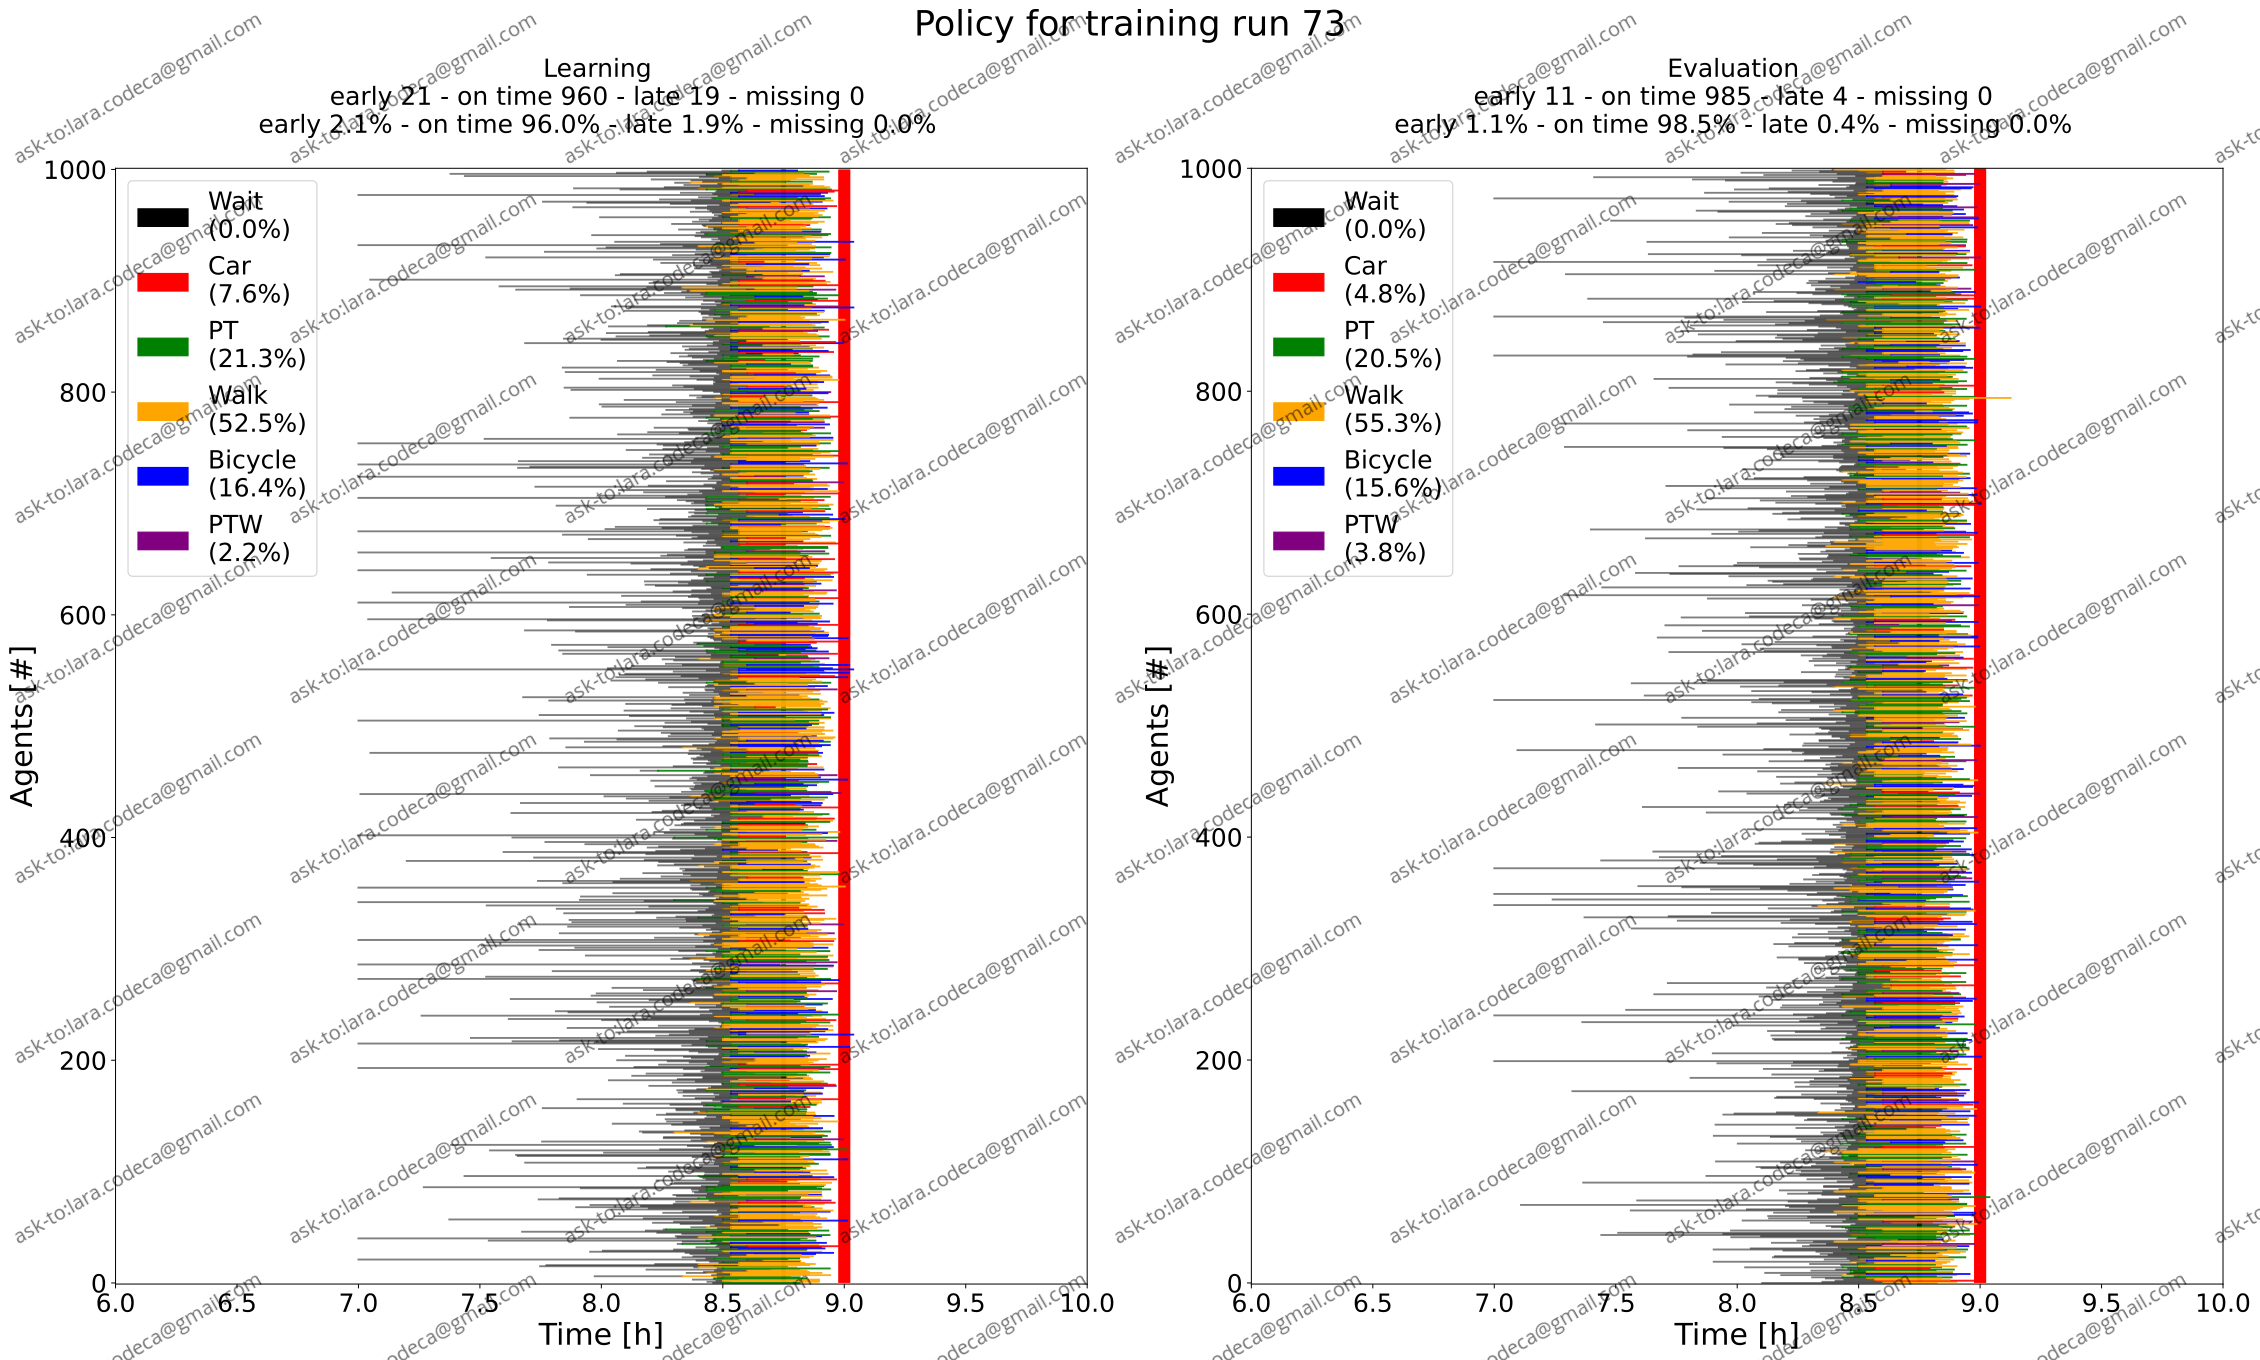 Policy for training run 73
Learning
early 21 - on time 960 - late 19 - missing 0
early 2.1% - on time 96.0% - late 1.9% - missing 0.0%
1000
800
600
400
200
0
Agents [#]
Wait
(0.0%)
Car
(7.6%)
PT
(21.3%)
Walk
(52.5%)
Bicycle
(16.4%)
PTW
(2.2%)
6.0 6.5 7.0 7.5 8.0 8.5 9.0 9.5 10.0
Time [h]
Evaluation
early 11 - on time 985 - late 4 - missing 0
early 1.1% - on time 98.5% - late 0.4% - missing 0.0%
1000
800
600
400
200
0
Agents [#]
Wait
(0.0%)
Car
(4.8%)
PT
(20.5%)
Walk
(55.3%)
Bicycle
(15.6%)
PTW
(3.8%)
6.0 6.5 7.0 7.5 8.0 8.5 9.0 9.5 10.0
Time [h]
ask-to:lara.codeca@gmail.com